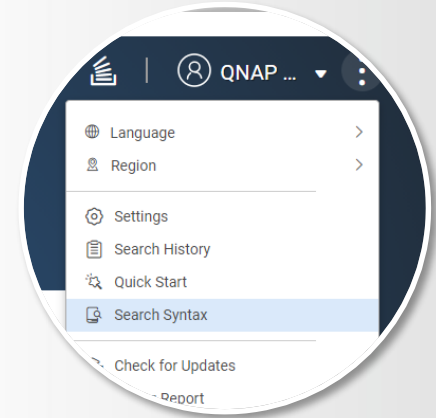 QNAP ...
Language
Region
Settings
Search History
Quick Start
Search Syntax
Check for Updates
Report